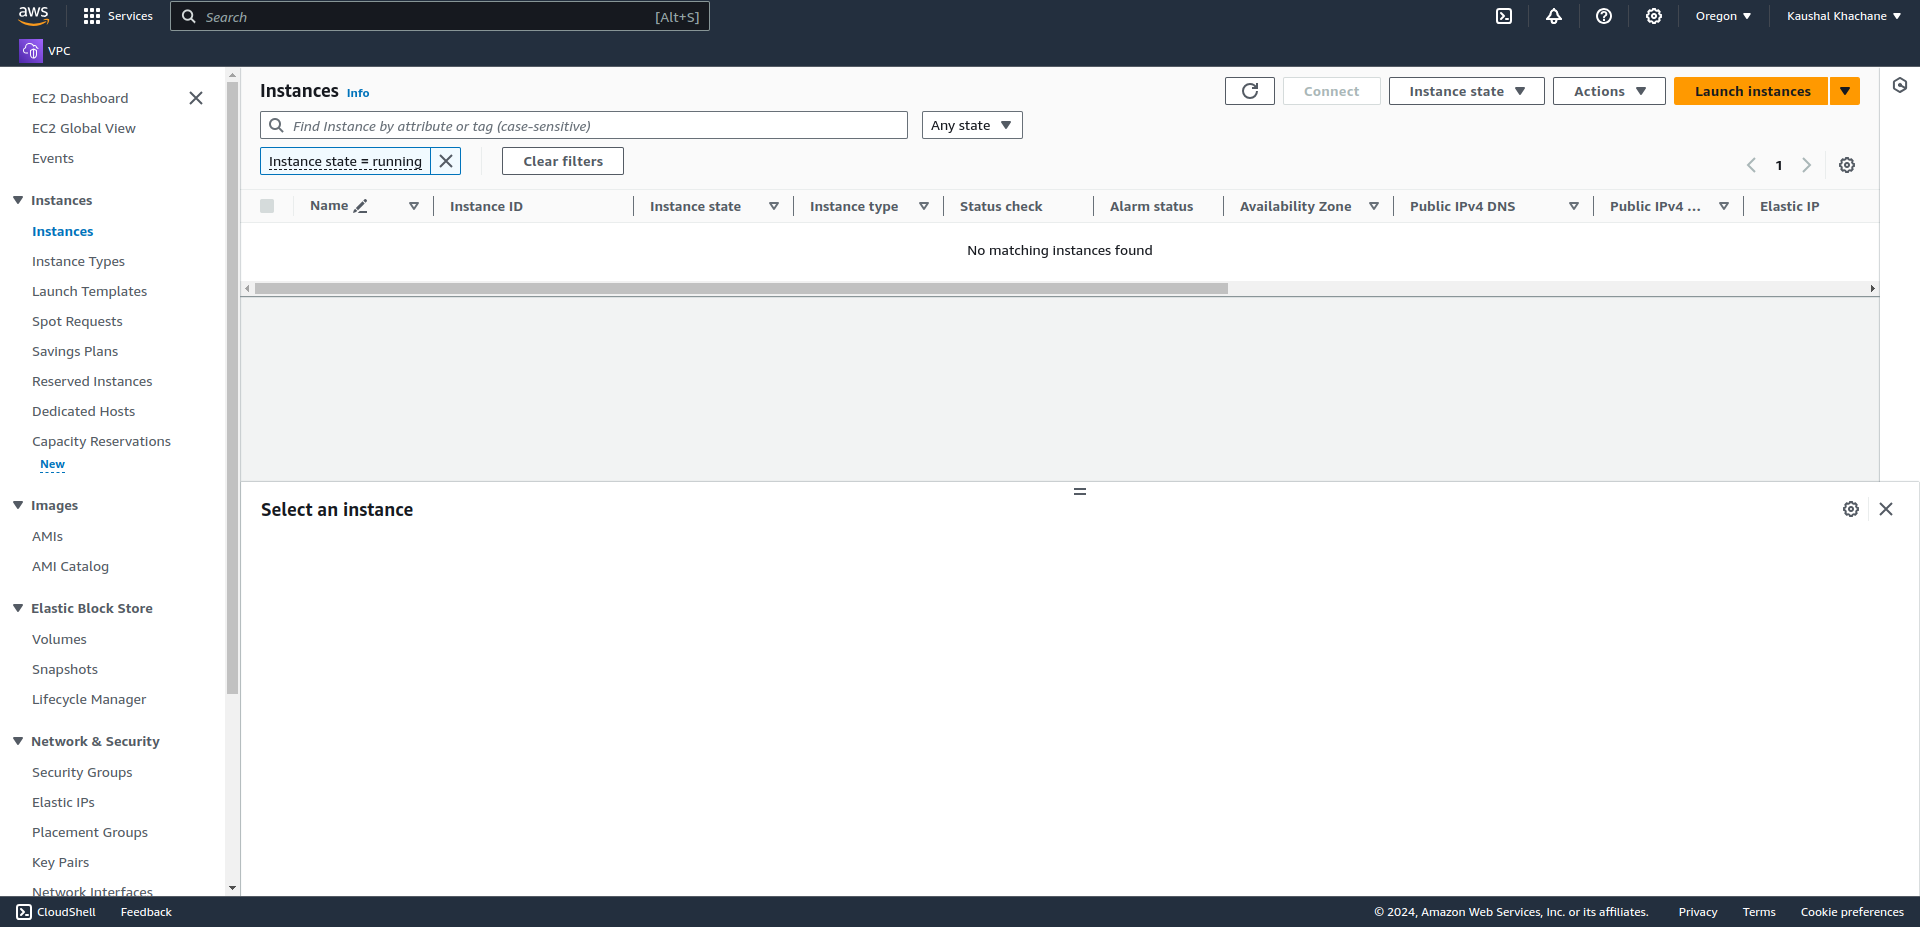 aws
Services
Search
[Alt+S]
Oregon
Kaushal Khachane
VPC
EC2 Dashboard
EC2 Global View
Events
Instances
Instances
Instance Types
Launch Templates
Spot Requests
Savings Plans
Reserved Instances
Dedicated Hosts
Capacity Reservations
New
Images
AMIs
AMI Catalog
Elastic Block Store
Volumes
Snapshots
Lifecycle Manager
Network & Security
Security Groups
Elastic IPs
Placement Groups
Key Pairs
Network Interfaces
Instances Info
Connect
Instance state
Actions
Launch instances
Find Instance by attribute or tag (case-sensitive)
Any state
Instance state = running
Clear filters
1
Name
Instance ID
Instance state
Instance type
Status check
Alarm status
Availability Zone
Public IPv4 DNS
Public IPv4 ...
Elastic IP
No matching instances found
Select an instance
CloudShell
Feedback
© 2024, Amazon Web Services, Inc. or its affiliates.
Privacy
Terms
Cookie preferences